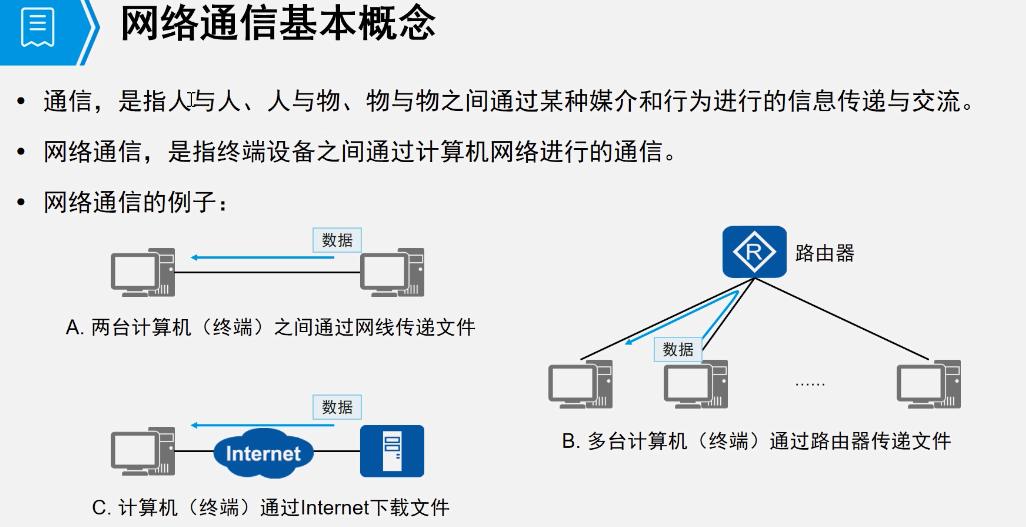 网络通信基本概念
• 通信，是指人与人、人与物、物与物之间通过某种媒介和行为进行的信息传递与交流。
• 网络通信，是指终端设备之间通过计算机网络进行的通信。
• 网络通信的例子：
数据
A. 两台计算机（终端）之间通过网线传递文件
R
路由器
数据
......
B. 多台计算机（终端）通过路由器传递文件
数据
Internet
C. 计算机（终端）通过Internet下载文件